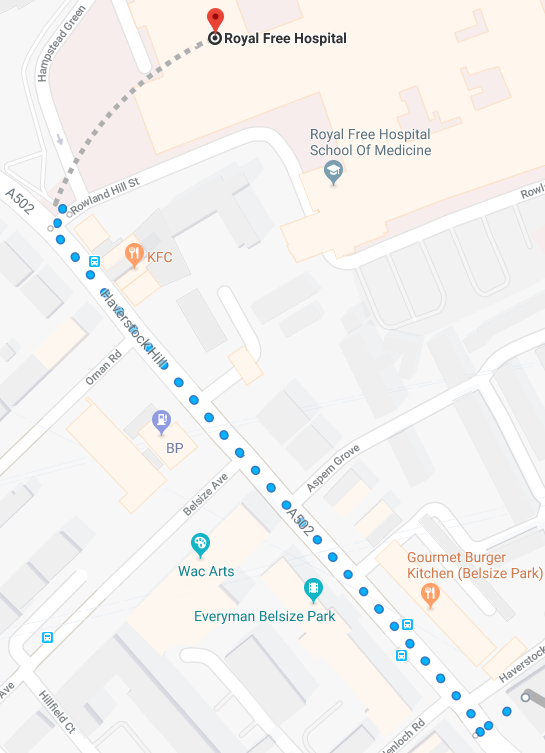 Hampstead Green
Royal Free Hospital
Royal Free Hospital
School Of Medicine
A502
Rowland Hill St
Rowl
KFC
Haverstock Hill
Ornan Rd
BP
Aspern Grove
Belsize Ave
A502
Wac Arts
Gourmet Burger
Kitchen (Belsize Park)
Everyman Belsize Park
Haverstock
Ave
Hillfield Ct
enloch Rd